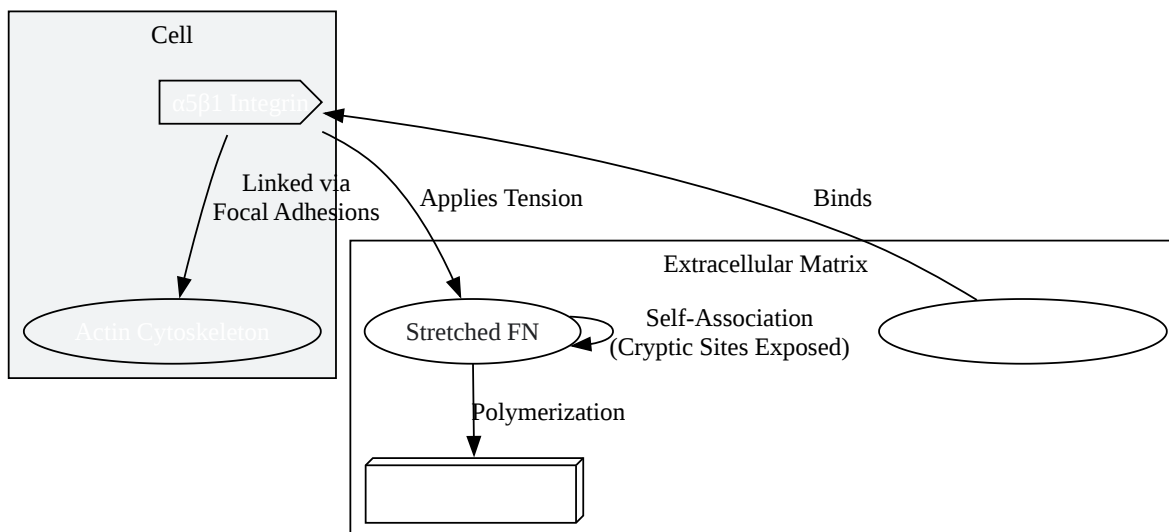 Cell
α5β1 Integrin
Linked via
Focal Adhesions
Applies Tension
Binds
Extracellular Matrix
Actin Cytoskeleton
Stretched FN
Self-Association
(Cryptic Sites Exposed)
Polymerization